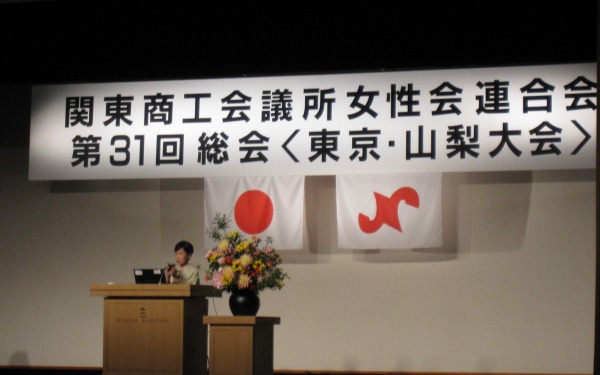 関東商工会議所女性会連合会
第31回総会〈東京・山梨大会〉